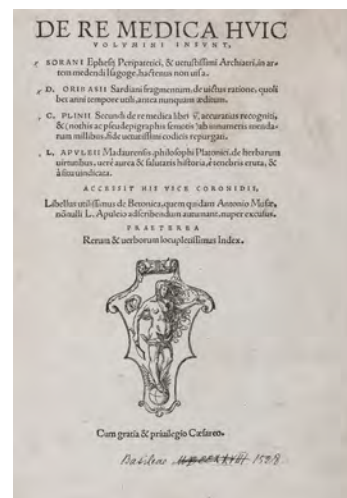 DE RE MEDICA HVIC
VOLVMINI INSVNT,
SORANI Ephesij Peripatetici, & uetustissimi Archiatri, in ar-
tem medendi Isagoge, hactenus non uisa.
D. ORIBASII Sardiani fragmentum, de uictus ratione, quoli
bet anni tempore utili, antea nunquam æditum.
C. PLINII Secundi de re medica libri V. accuratius recogniti,
& (nothis ac pseudepigraphis semotis) ab innumeris menda-
rum millibus, fide uetustissimi codicis repurgati.
L. APVLEII Madaurensis, philosophi Platonici, de herbarum
uirtutibus, uerè aurea & salutaris historia, è tenebris eruta, &
à situ uindicata.
ACCESSIT HIS VICE CORONIDIS,
Libellus utilissimus de Betonica, quem quidam Antonio Musæ,
nõnulli L. Apuleio adscribendum autumant, nuper excusus.
PRAETEREA
Rerum & uerborum locupletissimus Index.
Cum gratia & priuilegio Cæsareo.
Basileae 1528